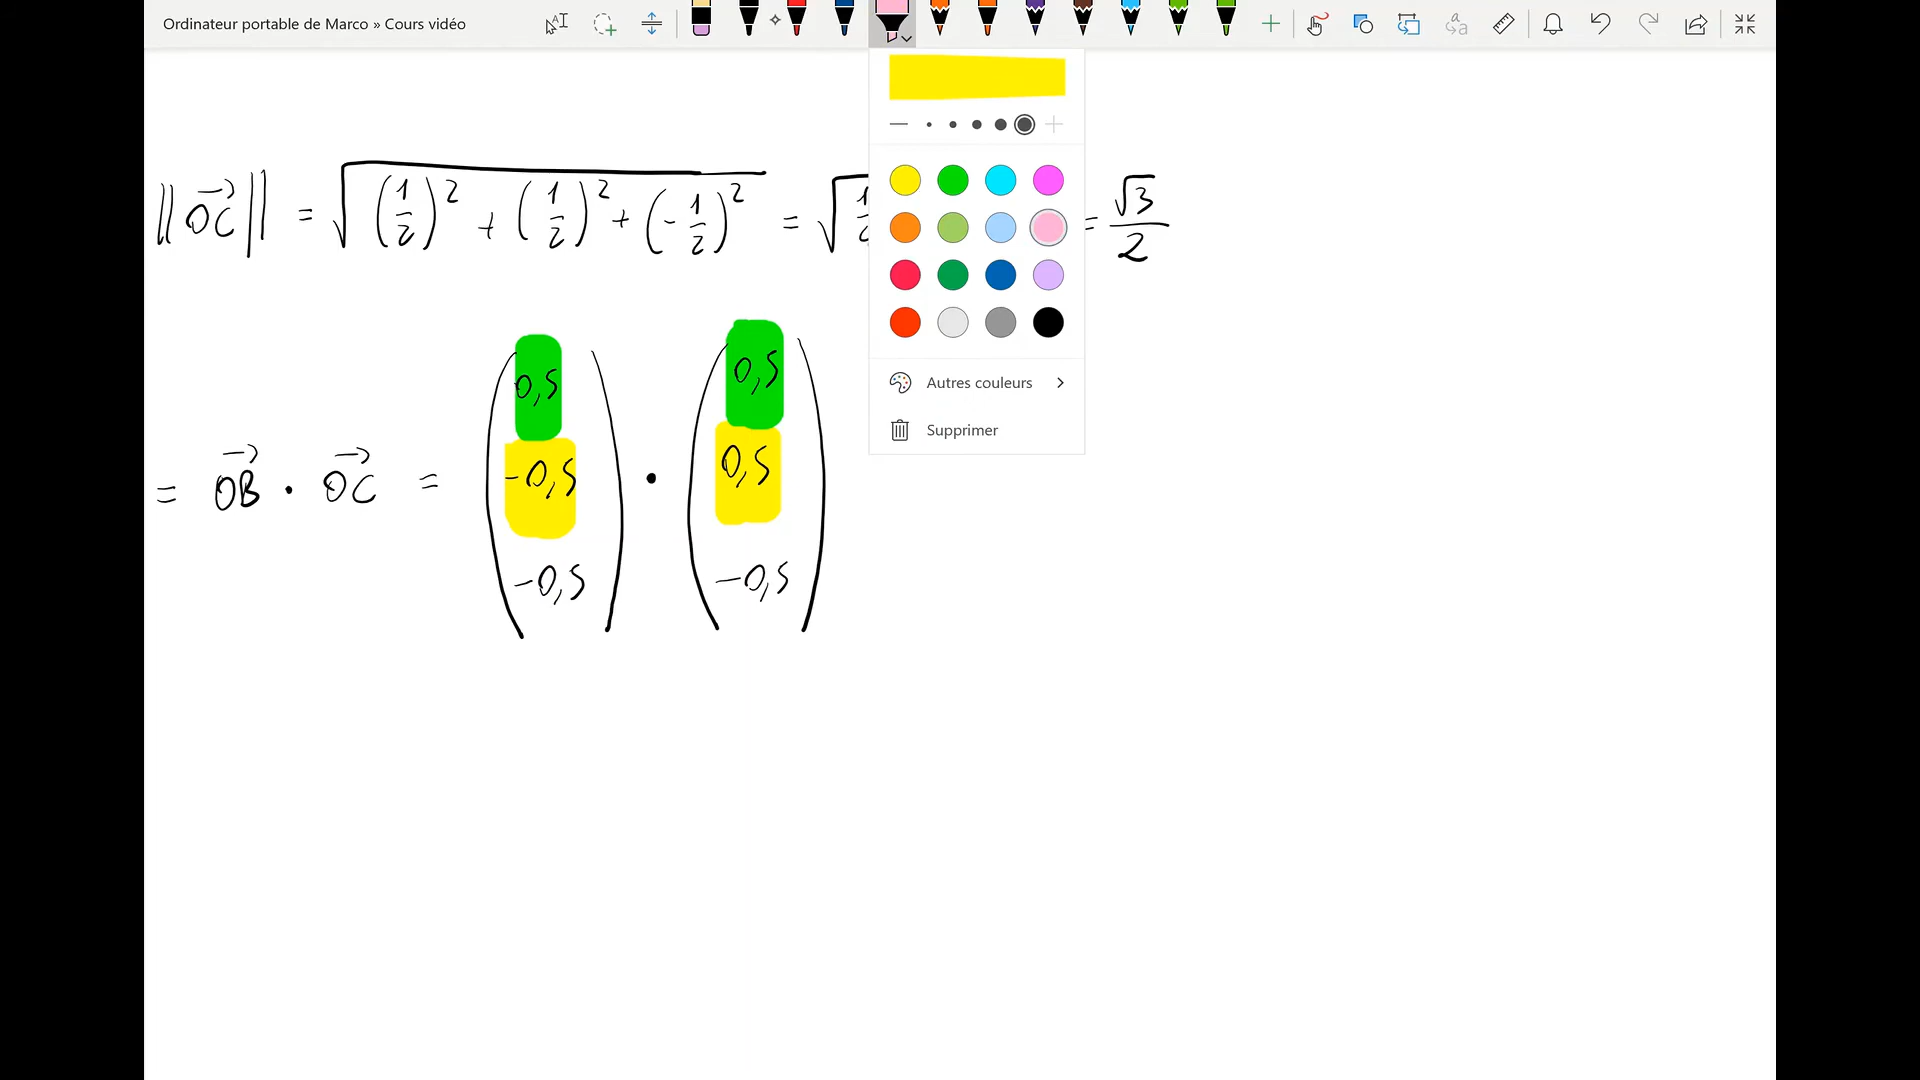 Ordinateur portable de Marco » Cours vidéo
||OC⃗|| = √((1/2)² + (1/2)² + (-1/2)²) = √(1 = √3/2
= OB⃗ · OC⃗ = (0,5 -0,5 -0,5) · (0,5 0,5 -0,5)
Autres couleurs
Supprimer